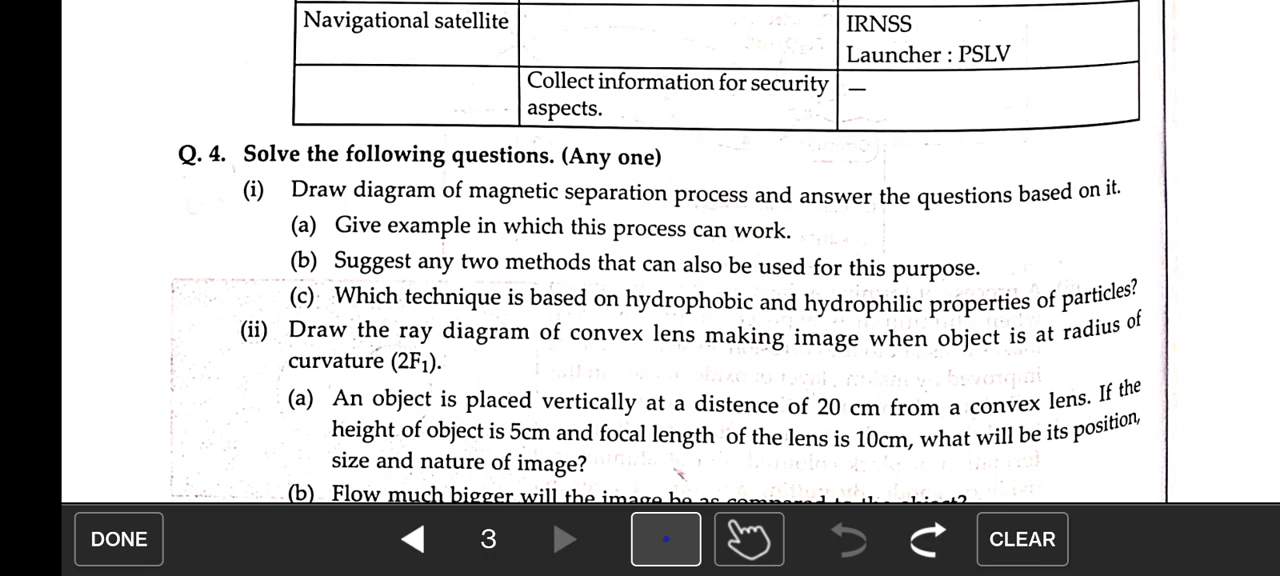 Navigational satellite
IRNSS
Launcher : PSLV
Collect information for security
aspects.
—
Q. 4. Solve the following questions. (Any one)
(i) Draw diagram of magnetic separation process and answer the questions based on it.
(a) Give example in which this process can work.
(b) Suggest any two methods that can also be used for this purpose.
(c) Which technique is based on hydrophobic and hydrophilic properties of particles?
(ii) Draw the ray diagram of convex lens making image when object is at radius of
curvature (2F₁).
(a) An object is placed vertically at a distence of 20 cm from a convex lens. If the
height of object is 5cm and focal length of the lens is 10cm, what will be its position,
size and nature of image?
(b) Flow much bigger will the image be as compared to the object?
DONE
3
CLEAR